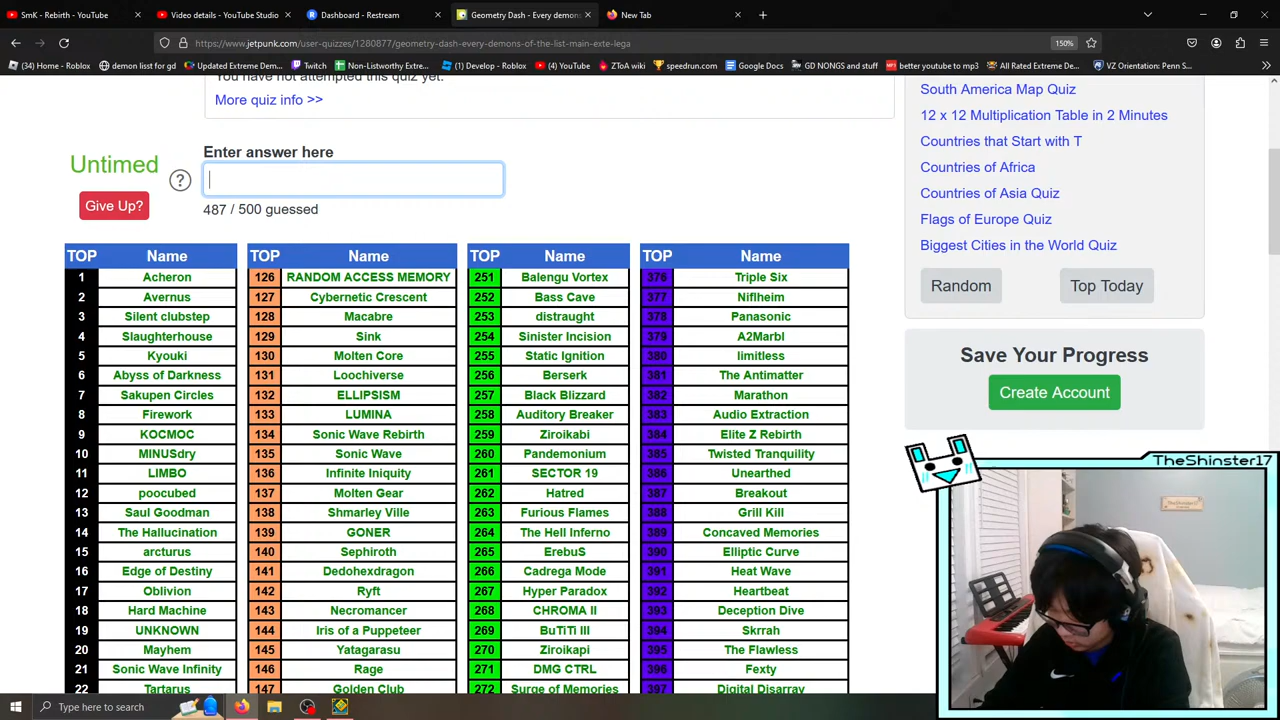 SmK - Rebirth - YouTube
Video details - YouTube Studio
Dashboard - Restream
Geometry Dash - Every demons
New Tab
https://www.jetpunk.com/user-quizzes/1280877/geometry-dash-every-demons-of-the-list-main-exte-lega
150%
(34) Home - Roblox
demon lisst for gd
Updated Extreme Dem...
Twitch
Non-Listworthy Extre...
(1) Develop - Roblox
(4) YouTube
ZToA wiki
speedrun.com
Google Docs
GD NONGS and stuff
better youtube to mp3
All Rated Extreme De...
VZ Orientation: Penn S...
You have not attempted this quiz yet.
More quiz info >>
South America Map Quiz
12 x 12 Multiplication Table in 2 Minutes
Countries that Start with T
Countries of Africa
Countries of Asia Quiz
Flags of Europe Quiz
Biggest Cities in the World Quiz
Random
Top Today
Save Your Progress
Create Account
Untimed
Give Up?
?
Enter answer here
487 / 500 guessed
TOP Name TOP Name TOP Name TOP Name
1 Acheron 126 RANDOM ACCESS MEMORY 251 Balengu Vortex 376 Triple Six
2 Avernus 127 Cybernetic Crescent 252 Bass Cave 377 Niflheim
3 Silent clubstep 128 Macabre 253 distraught 378 Panasonic
4 Slaughterhouse 129 Sink 254 Sinister Incision 379 A2Marbl
5 Kyouki 130 Molten Core 255 Static Ignition 380 limitless
6 Abyss of Darkness 131 Loochiverse 256 Berserk 381 The Antimatter
7 Sakupen Circles 132 ELLIPSISM 257 Black Blizzard 382 Marathon
8 Firework 133 LUMINA 258 Auditory Breaker 383 Audio Extraction
9 KOCMOC 134 Sonic Wave Rebirth 259 Ziroikabi 384 Elite Z Rebirth
10 MINUSdry 135 Sonic Wave 260 Pandemonium 385 Twisted Tranquility
11 LIMBO 136 Infinite Iniquity 261 SECTOR 19 386 Unearthed
12 poocubed 137 Molten Gear 262 Hatred 387 Breakout
13 Saul Goodman 138 Shmarley Ville 263 Furious Flames 388 Grill Kill
14 The Hallucination 139 GONER 264 The Hell Inferno 389 Concaved Memories
15 arcturus 140 Sephiroth 265 ErebuS 390 Elliptic Curve
16 Edge of Destiny 141 Dedohexdragon 266 Cadrega Mode 391 Heat Wave
17 Oblivion 142 Ryft 267 Hyper Paradox 392 Heartbeat
18 Hard Machine 143 Necromancer 268 CHROMA II 393 Deception Dive
19 UNKNOWN 144 Iris of a Puppeteer 269 BuTiTi III 394 Skrrah
20 Mayhem 145 Yatagarasu 270 Ziroikapi 395 The Flawless
21 Sonic Wave Infinity 146 Rage 271 DMG CTRL 396 Fexty
22 Tartarus 147 Golden Club 272 Surge of Memories 397 Digital Disarray
TheShinster17
Type here to search